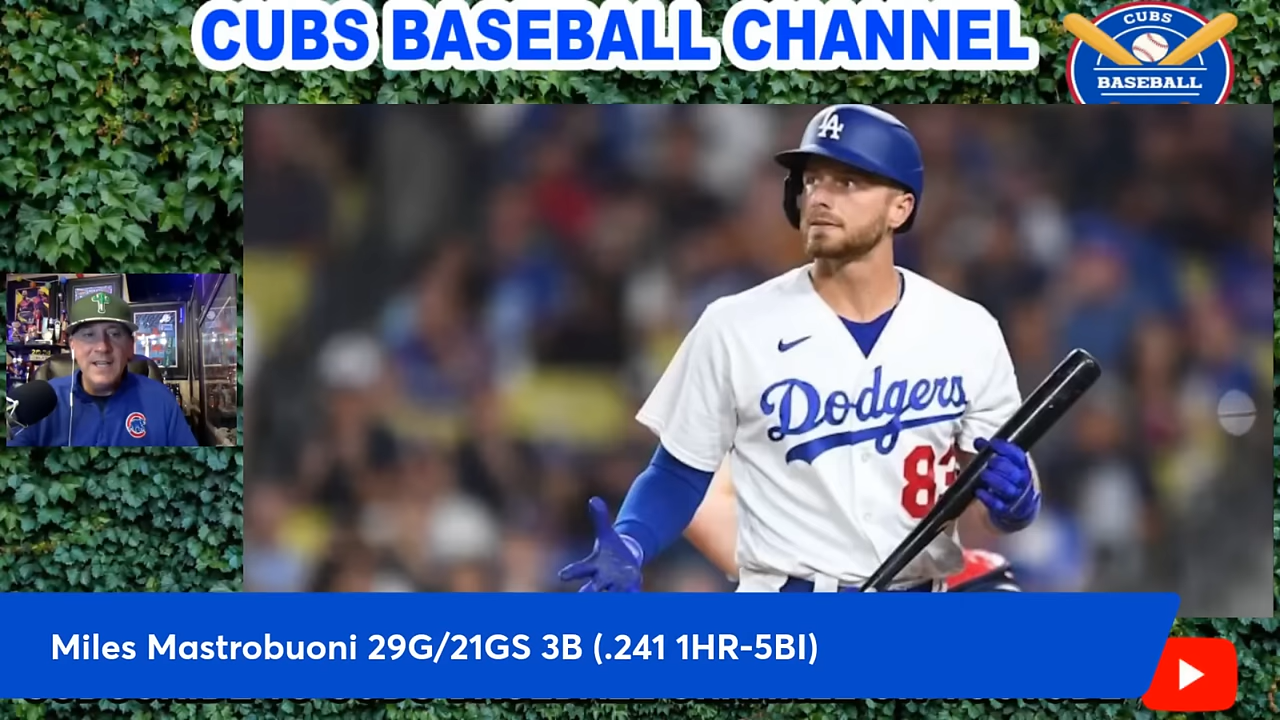 CUBS BASEBALL CHANNEL
CUBS
BASEBALL
LA
Dodgers
83
Miles Mastrobuoni 29G/21GS 3B (.241 1HR-5BI)